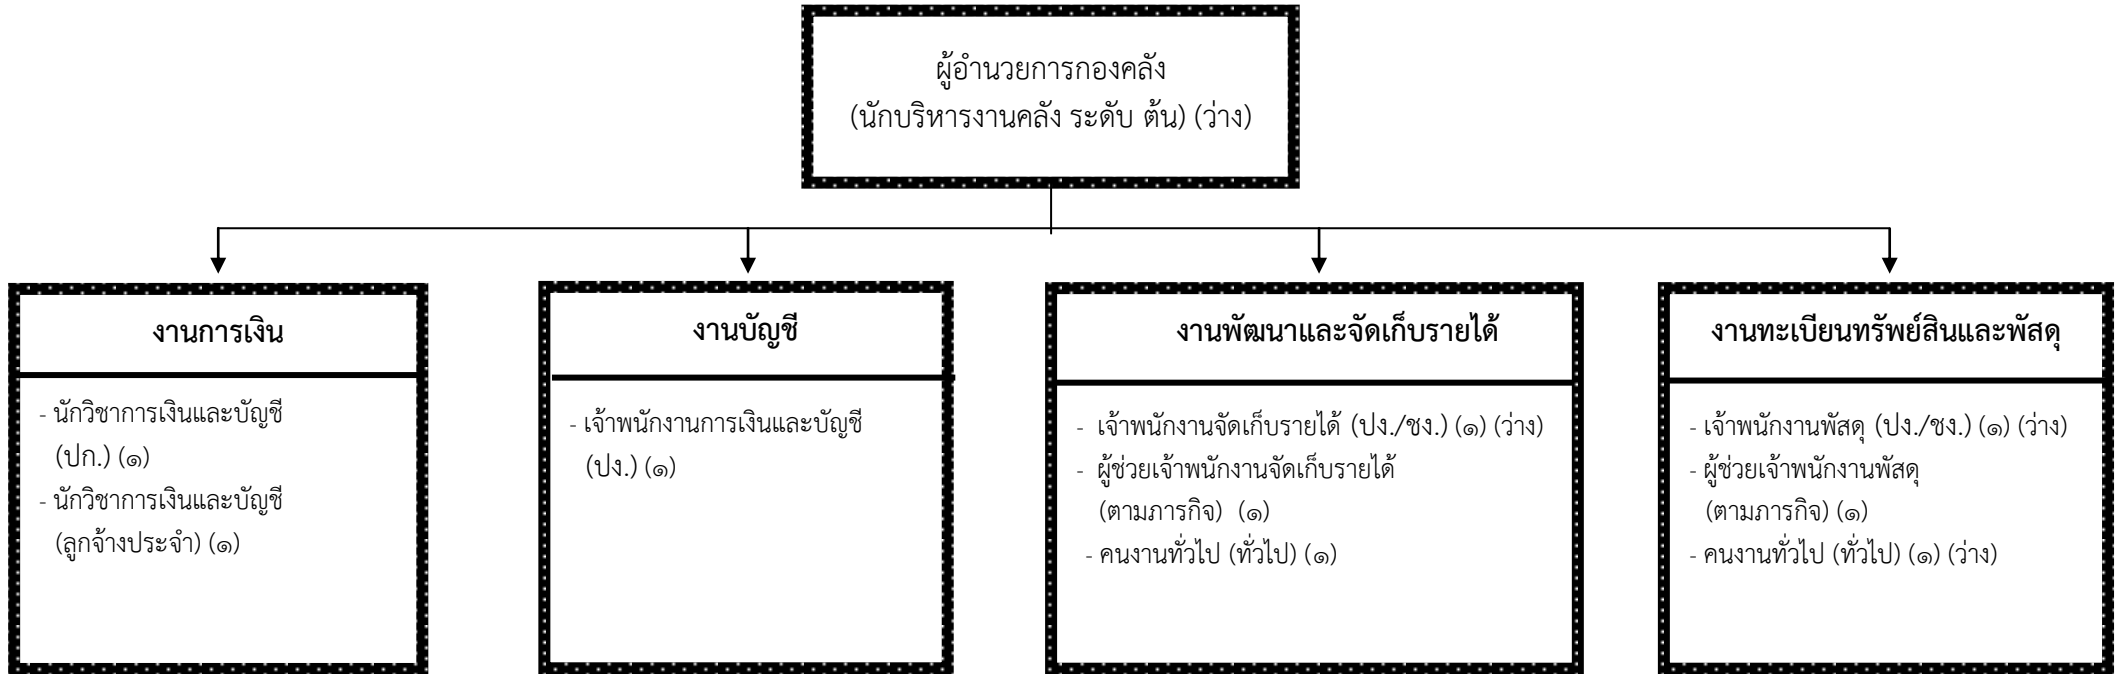 ผู้อำนวยการกองคลัง
(นักบริหารงานคลัง ระดับ ต้น) (ว่าง)
งานการเงิน
- นักวิชาการเงินและบัญชี
(ปก.) (๑)
- นักวิชาการเงินและบัญชี
(ลูกจ้างประจำ) (๑)
งานบัญชี
- เจ้าพนักงานการเงินและบัญชี
(ปง.) (๑)
งานพัฒนาและจัดเก็บรายได้
- เจ้าพนักงานจัดเก็บรายได้ (ปง./ชง.) (๑) (ว่าง)
- ผู้ช่วยเจ้าพนักงานจัดเก็บรายได้
(ตามภารกิจ) (๑)
- คนงานทั่วไป (ทั่วไป) (๑)
งานทะเบียนทรัพย์สินและพัสดุ
- เจ้าพนักงานพัสดุ (ปง./ชง.) (๑) (ว่าง)
- ผู้ช่วยเจ้าพนักงานพัสดุ
(ตามภารกิจ) (๑)
- คนงานทั่วไป (ทั่วไป) (๑) (ว่าง)